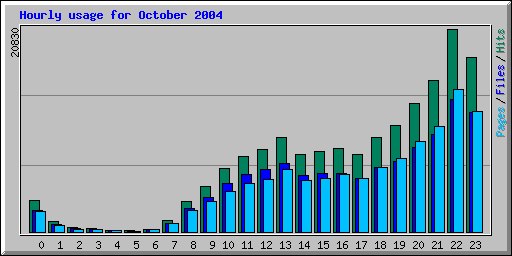 Hourly usage for October 2004
20830
Pages / Files / Hits
0 1 2 3 4 5 6 7 8 9 10 11 12 13 14 15 16 17 18 19 20 21 22 23